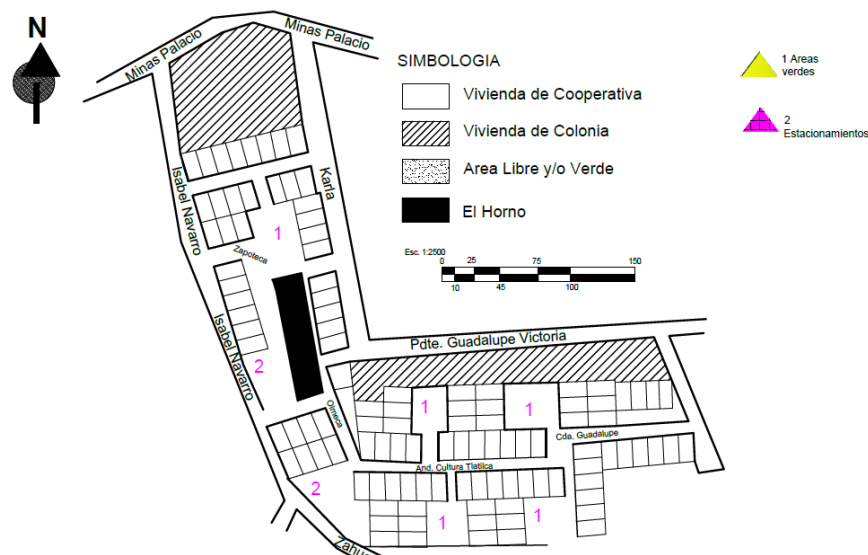 N
Minas Palacio
Minas Palacio
SIMBOLOGIA
Vivienda de Cooperativa
Vivienda de Colonia
Area Libre y/o Verde
El Horno
1 Areas
verdes
2
Estacionamientos
Esc. 1:2500
0 25 75 150
10 45 100
Isabel Navarro
Karla
1
Zapoteca
Isabel Navarro
2
Pdte. Guadalupe Victoria
Olmeca
1
1
Cda. Guadalupe
And. Cultura Tlatilca
2
1
1